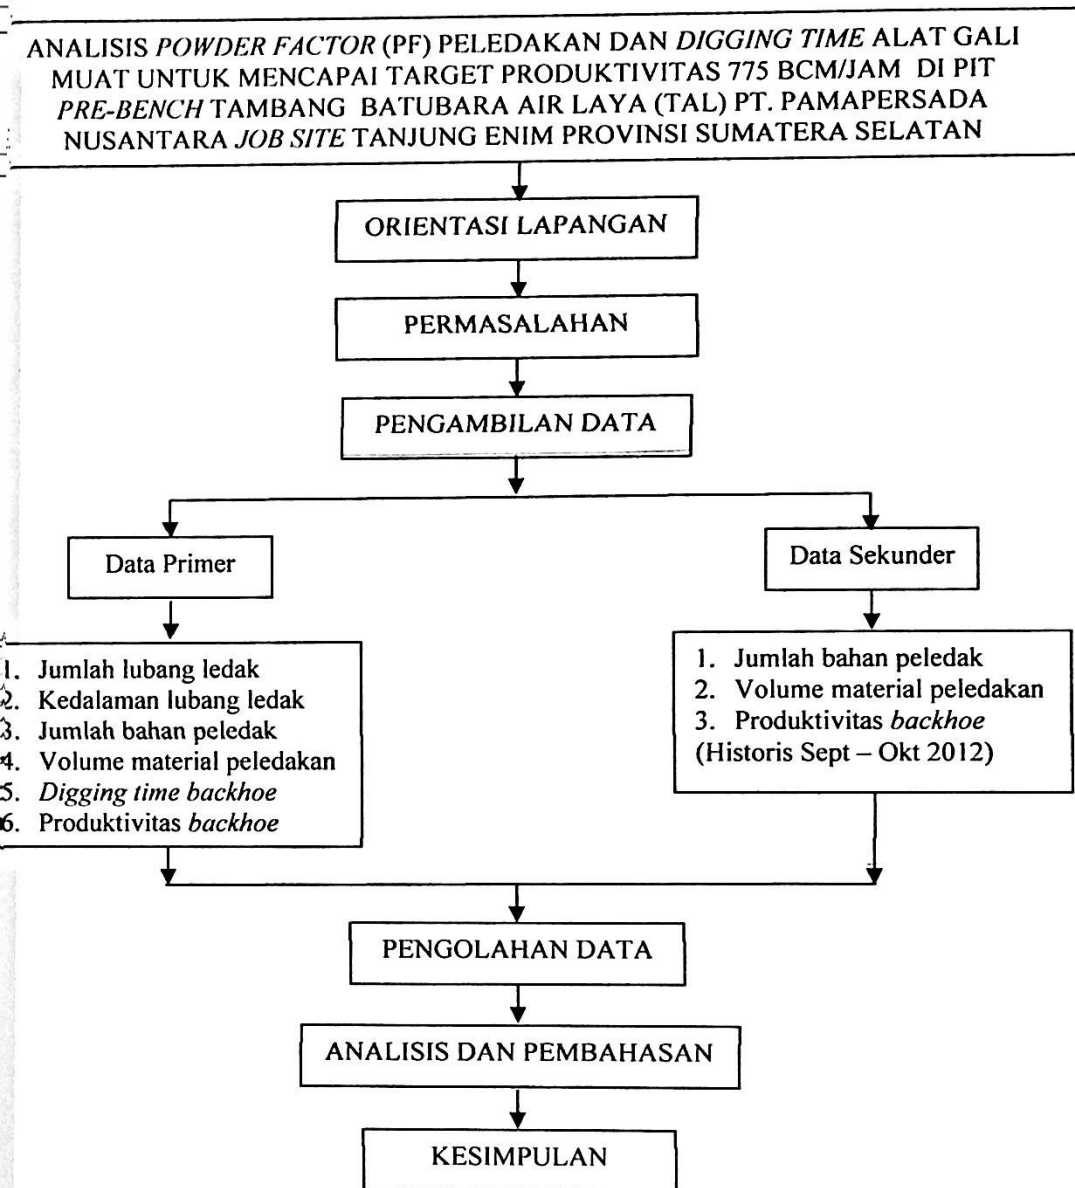 ANALISIS POWDER FACTOR (PF) PELEDAKAN DAN DIGGING TIME ALAT GALI
MUAT UNTUK MENCAPAI TARGET PRODUKTIVITAS 775 BCM/JAM DI PIT
PRE-BENCH TAMBANG BATUBARA AIR LAYA (TAL) PT. PAMAPERSADA
NUSANTARA JOB SITE TANJUNG ENIM PROVINSI SUMATERA SELATAN
ORIENTASI LAPANGAN
PERMASALAHAN
PENGAMBILAN DATA
Data Primer
1. Jumlah lubang ledak
2. Kedalaman lubang ledak
3. Jumlah bahan peledak
4. Volume material peledakan
5. Digging time backhoe
6. Produktivitas backhoe
Data Sekunder
1. Jumlah bahan peledak
2. Volume material peledakan
3. Produktivitas backhoe
(Historis Sept – Okt 2012)
PENGOLAHAN DATA
ANALISIS DAN PEMBAHASAN
KESIMPULAN